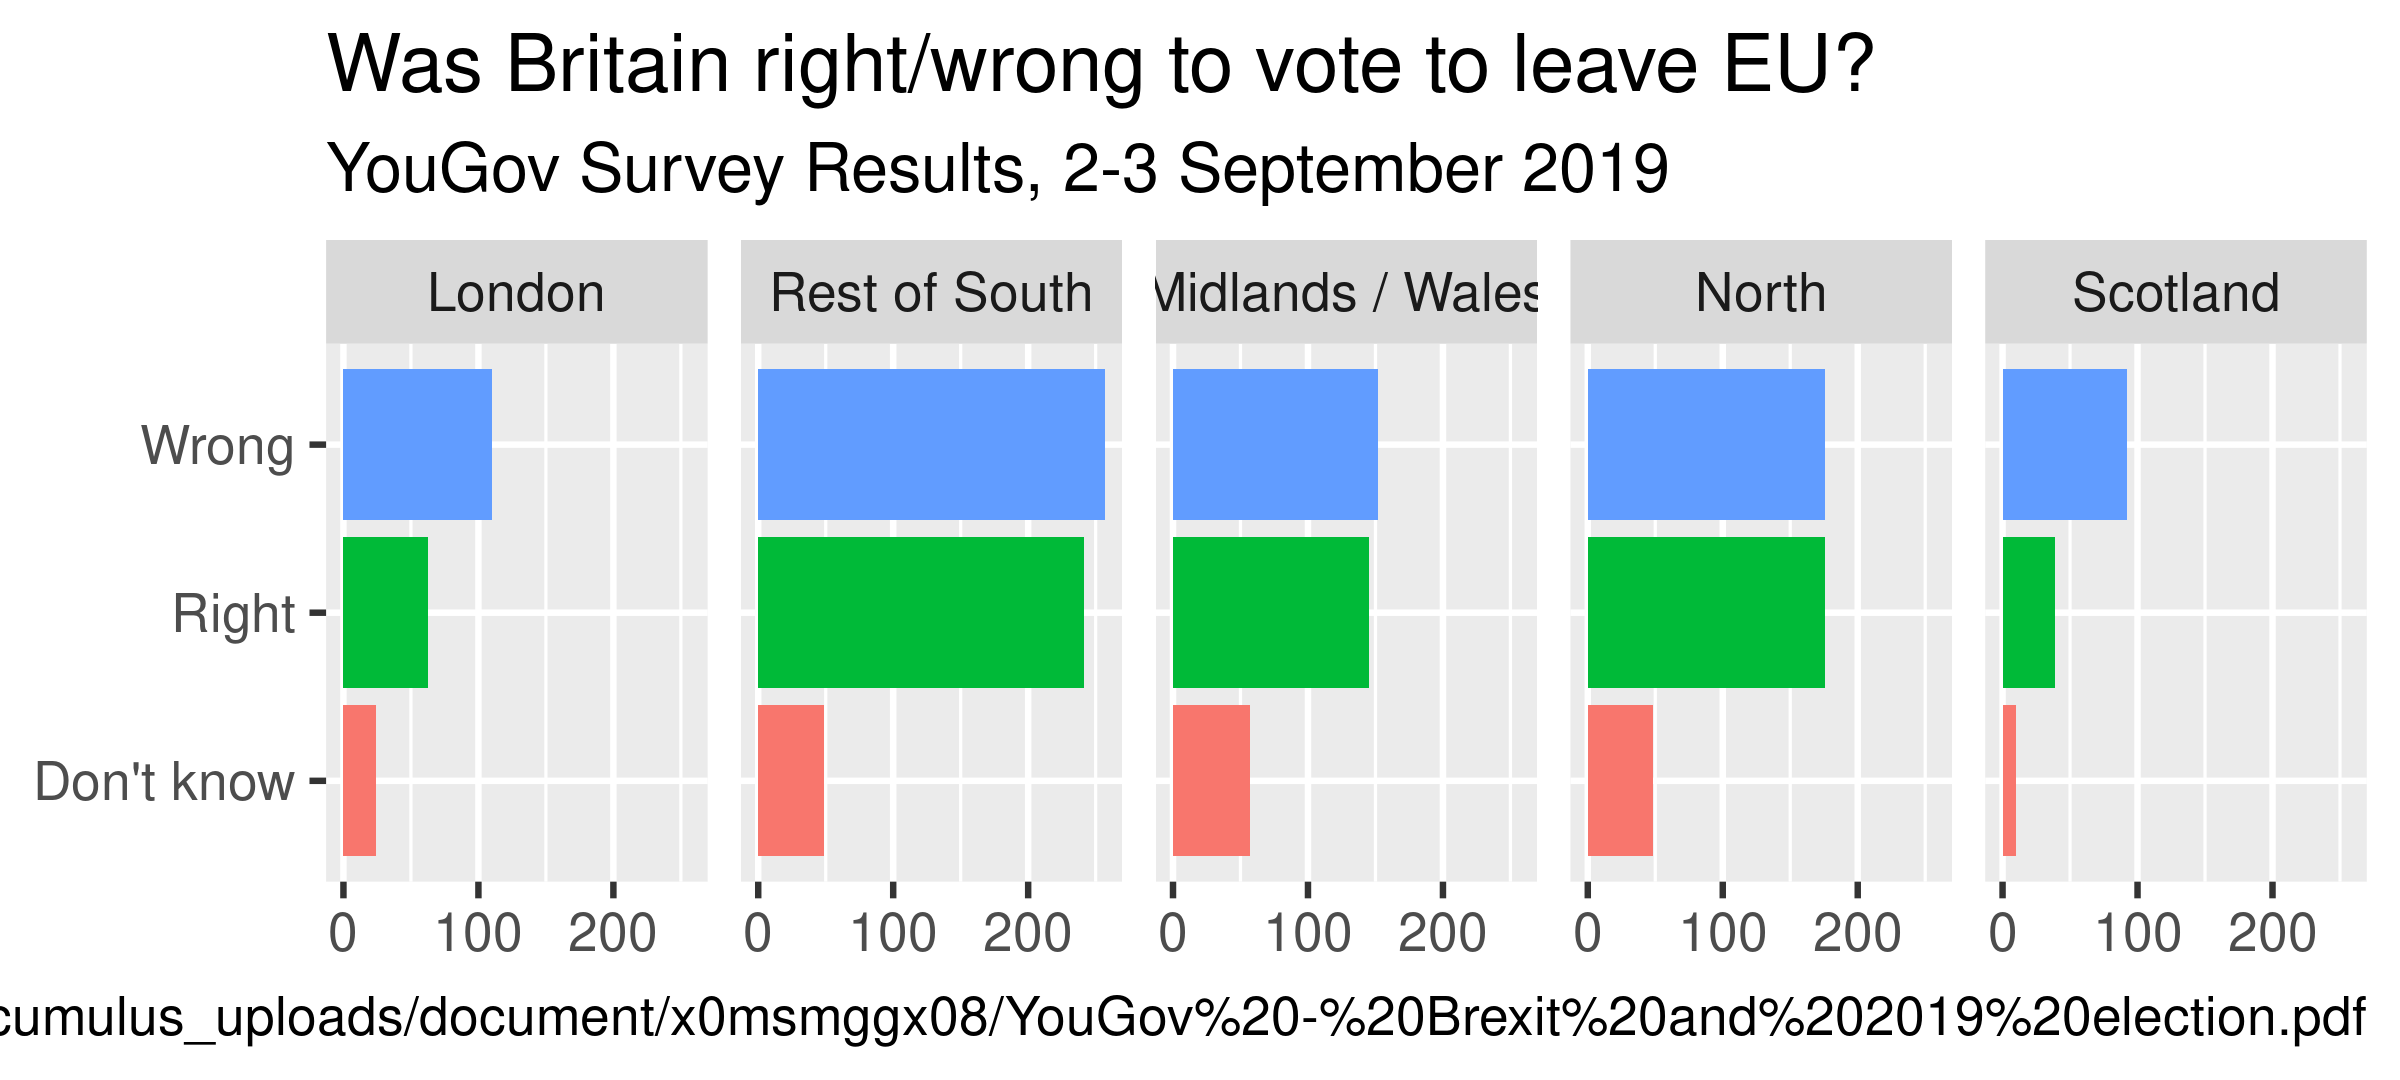 Was Britain right/wrong to vote to leave EU?
YouGov Survey Results, 2-3 September 2019
London Rest of South Midlands / Wales North Scotland
Wrong
Right
Don't know
0 100 200 0 100 200 0 100 200 0 100 200 0 100 200
cumulus_uploads/document/x0msmggx08/YouGov%20-%20Brexit%20and%202019%20election.pdf